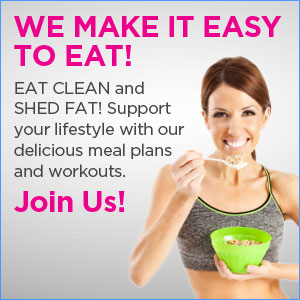 WE MAKE IT EASY
TO EAT!
EAT CLEAN and
SHED FAT! Support
your lifestyle with our
delicious meal plans
and workouts.
Join Us!